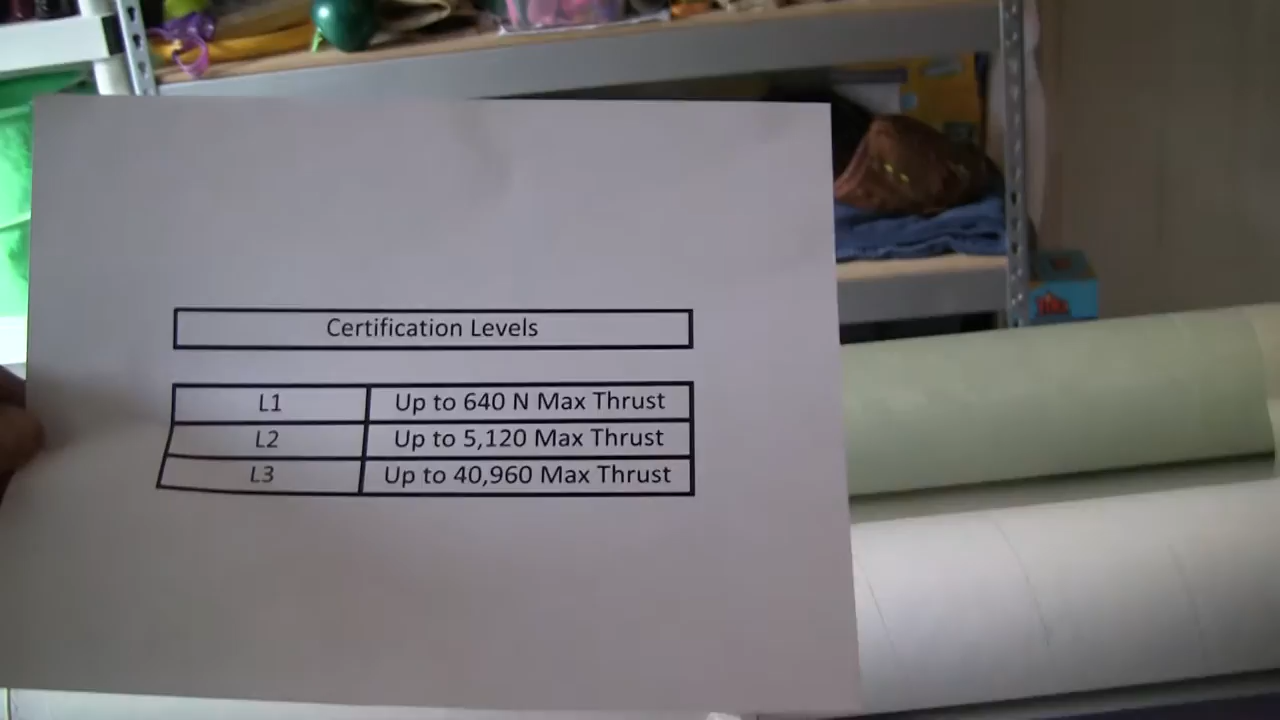 Certification Levels
L1 Up to 640 N Max Thrust
L2 Up to 5,120 Max Thrust
L3 Up to 40,960 Max Thrust